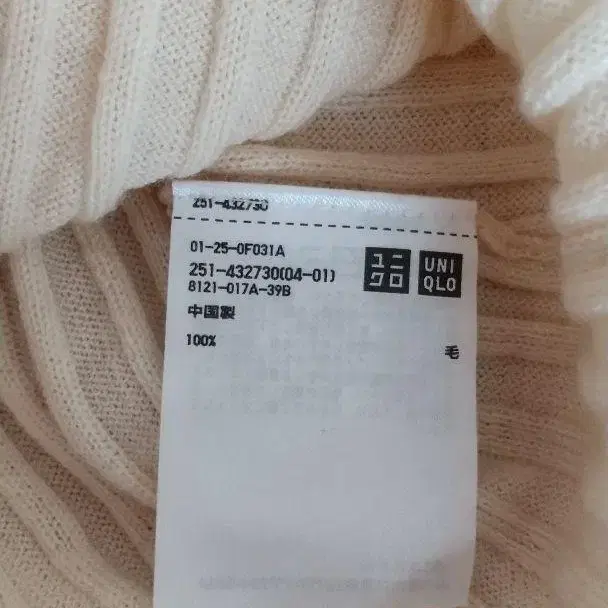 251-432730
01-25-0F031A
251-432730(04-01)
8121-017A-39B
中国製
100% 毛
ユニ
クロ
UNI
QLO